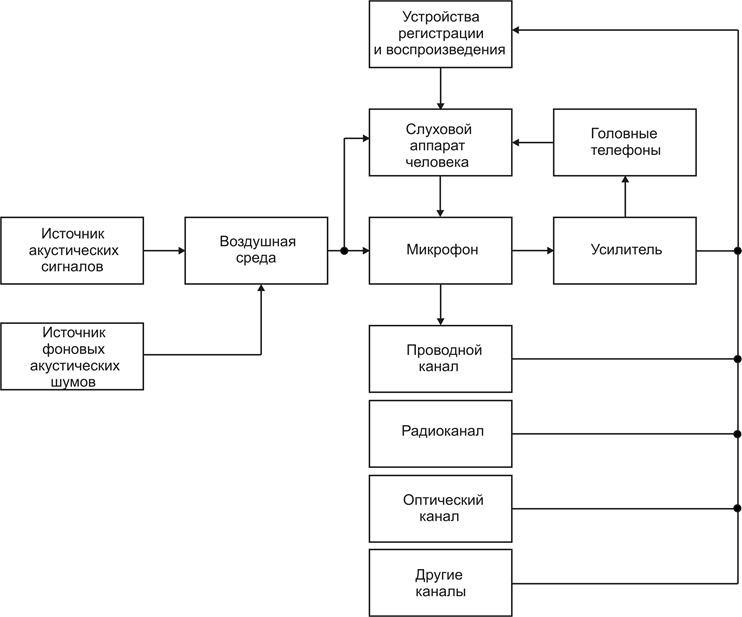 Устройства
регистрации
и воспроизведения
Слуховой
аппарат
человека
Головные
телефоны
Источник
акустических
сигналов
Воздушная
среда
Микрофон
Усилитель
Источник
фоновых
акустических
шумов
Проводной
канал
Радиоканал
Оптический
канал
Другие
каналы